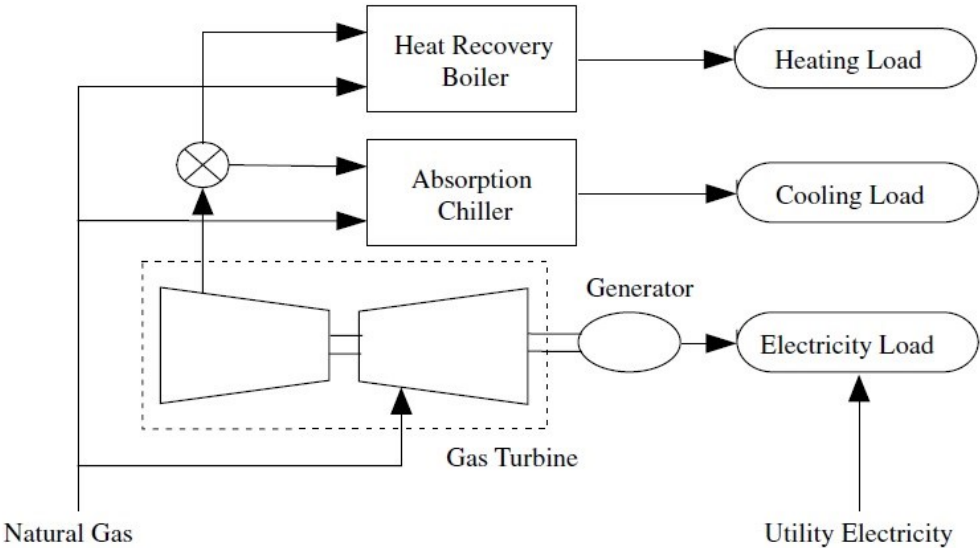 Heat Recovery
Boiler
Heating Load
Absorption
Chiller
Cooling Load
Generator
Electricity Load
Gas Turbine
Natural Gas
Utility Electricity